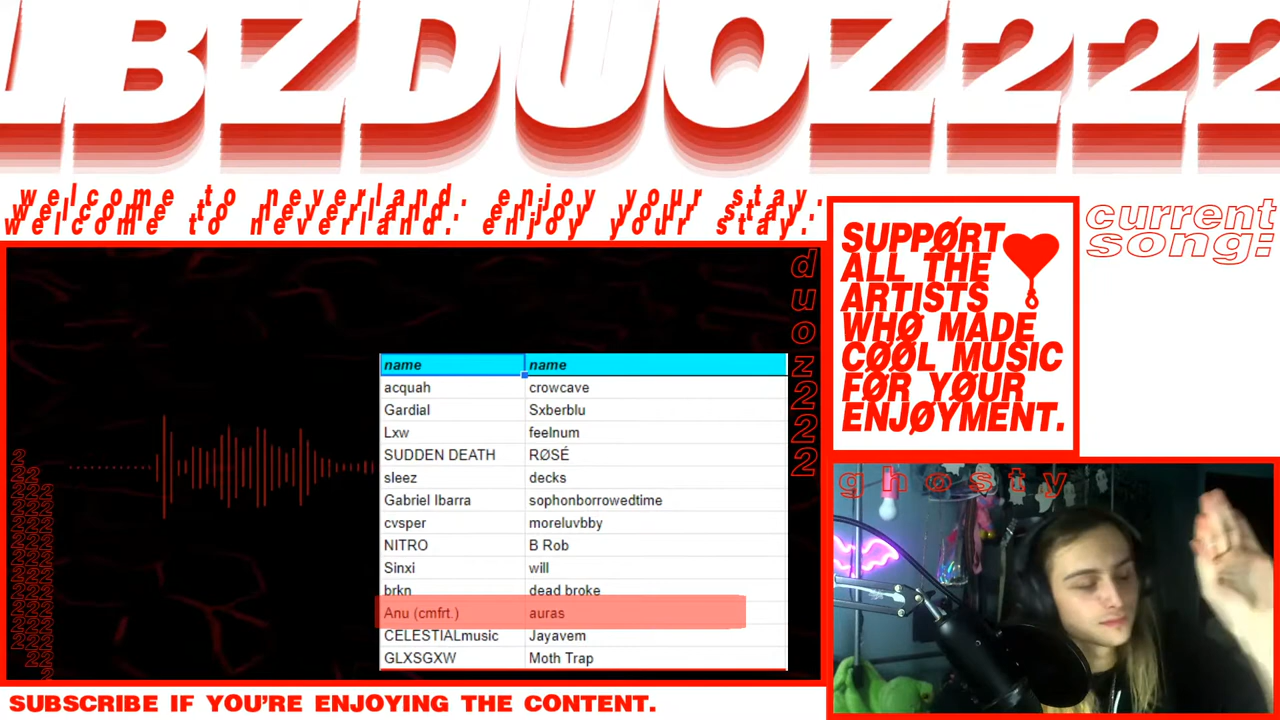 LBZDUOZ222
welcome to neverland. enjoy your stay.
welcome to neverland. enjoy your stay.
SUPPØRT
ALL THE
ARTISTS
WHØ MADE
CØØL MUSIC
FØR YØUR
ENJØYMENT.
current
song:
duoz222
name name
acquah crowcave
Gardial Sxberblu
Lxw feelnum
SUDDEN DEATH RØSÉ
sleez decks
Gabriel Ibarra sophonborrowedtime
cvsper moreluvbby
NITRO B Rob
Sinxi will
brkn dead broke
Anu (cmfrt.) auras
CELESTIALmusic Jayavem
GLXSGXW Moth Trap
ghosty
SUBSCRIBE IF YOU'RE ENJOYING THE CONTENT.